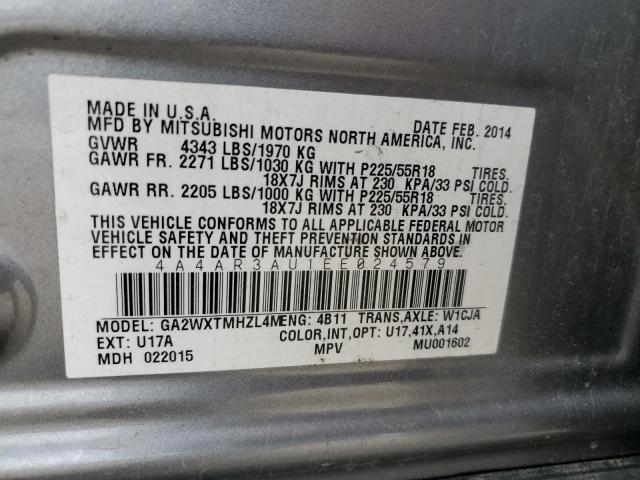 MADE IN U.S.A. DATE FEB. 2014
MFD BY MITSUBISHI MOTORS NORTH AMERICA, INC.
GVWR 4343 LBS/1970 KG
GAWR FR. 2271 LBS/1030 KG WITH P225/55R18 TIRES.
18X7J RIMS AT 230 KPA/33 PSI COLD.
GAWR RR. 2205 LBS/1000 KG WITH P225/55R18 TIRES.
18X7J RIMS AT 230 KPA/33 PSI COLD.
THIS VEHICLE CONFORMS TO ALL APPLICABLE FEDERAL MOTOR
VEHICLE SAFETY AND THEFT PREVENTION STANDARDS IN
EFFECT ON THE DATE OF MANUFACTURE SHOWN ABOVE.
4A4AR3AU1EE024579
MODEL: GA2WXTMHZL4M ENG: 4B11 TRANS,AXLE: W1CJA
EXT: U17A COLOR,INT,OPT: U17,41X,A14
MDH 022015 MPV MU001602